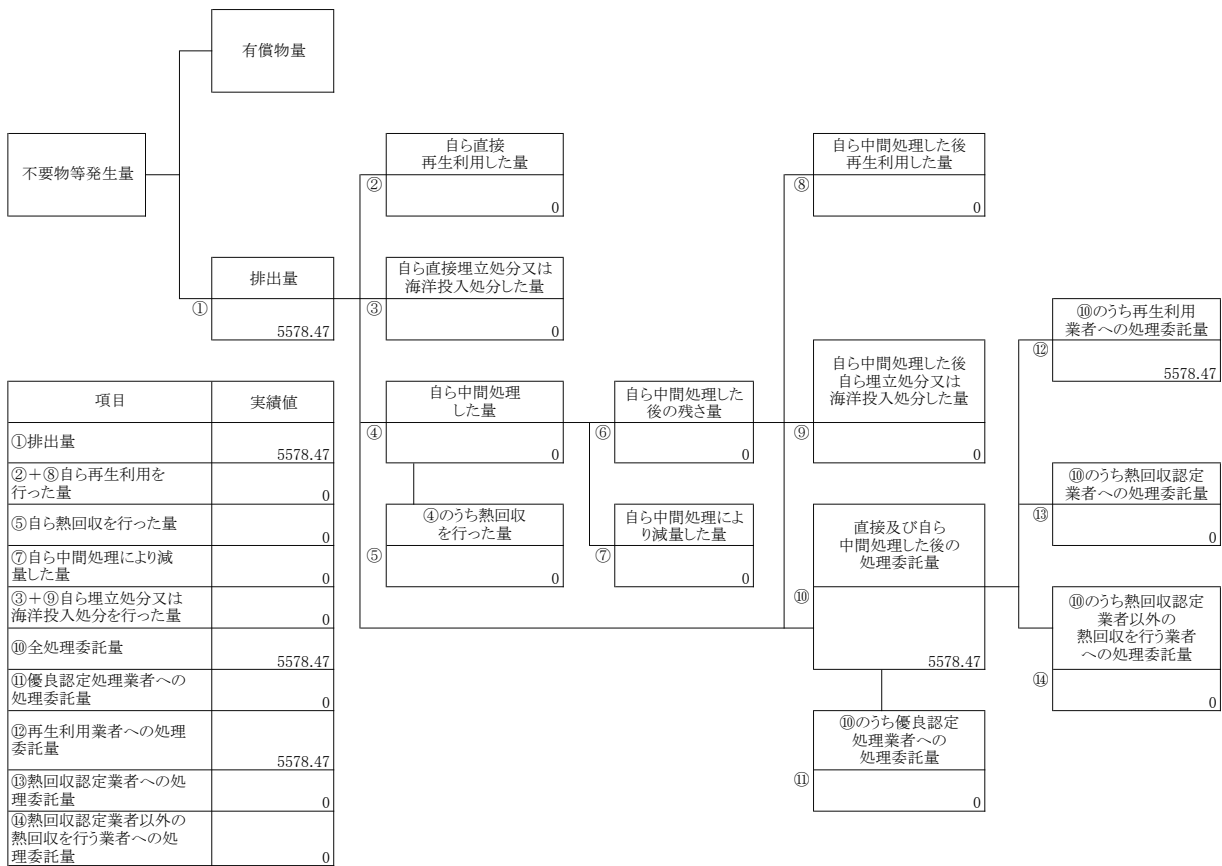 有償物量
不要物等発生量
自ら直接
再生利用した量
②
0
自ら中間処理した後
再生利用した量
⑧
0
排出量
①
5578.47
自ら直接埋立処分又は
海洋投入処分した量
③
0
⑩のうち再生利用
業者への処理委託量
⑫
5578.47
自ら中間処理
した量
④
0
自ら中間処理した
後の残さ量
⑥
0
自ら中間処理した後
自ら埋立処分又は
海洋投入処分した量
⑨
0
⑩のうち熱回収認定
業者への処理委託量
⑬
0
④のうち熱回収
を行った量
⑤
0
自ら中間処理によ
り減量した量
⑦
0
直接及び自ら
中間処理した後の
処理委託量
⑩
5578.47
⑩のうち熱回収認定
業者以外の
熱回収を行う業者
への処理委託量
⑭
0
⑩のうち優良認定
処理業者への
処理委託量
⑪
0
項目 実績値
①排出量 5578.47
②+⑧自ら再生利用を
行った量 0
⑤自ら熱回収を行った量 0
⑦自ら中間処理により減
量した量 0
③+⑨自ら埋立処分又は
海洋投入処分を行った量 0
⑩全処理委託量 5578.47
⑪優良認定処理業者への
処理委託量 0
⑫再生利用業者への処理
委託量 5578.47
⑬熱回収認定業者への処
理委託量 0
⑭熱回収認定業者以外の
熱回収を行う業者への処
理委託量 0